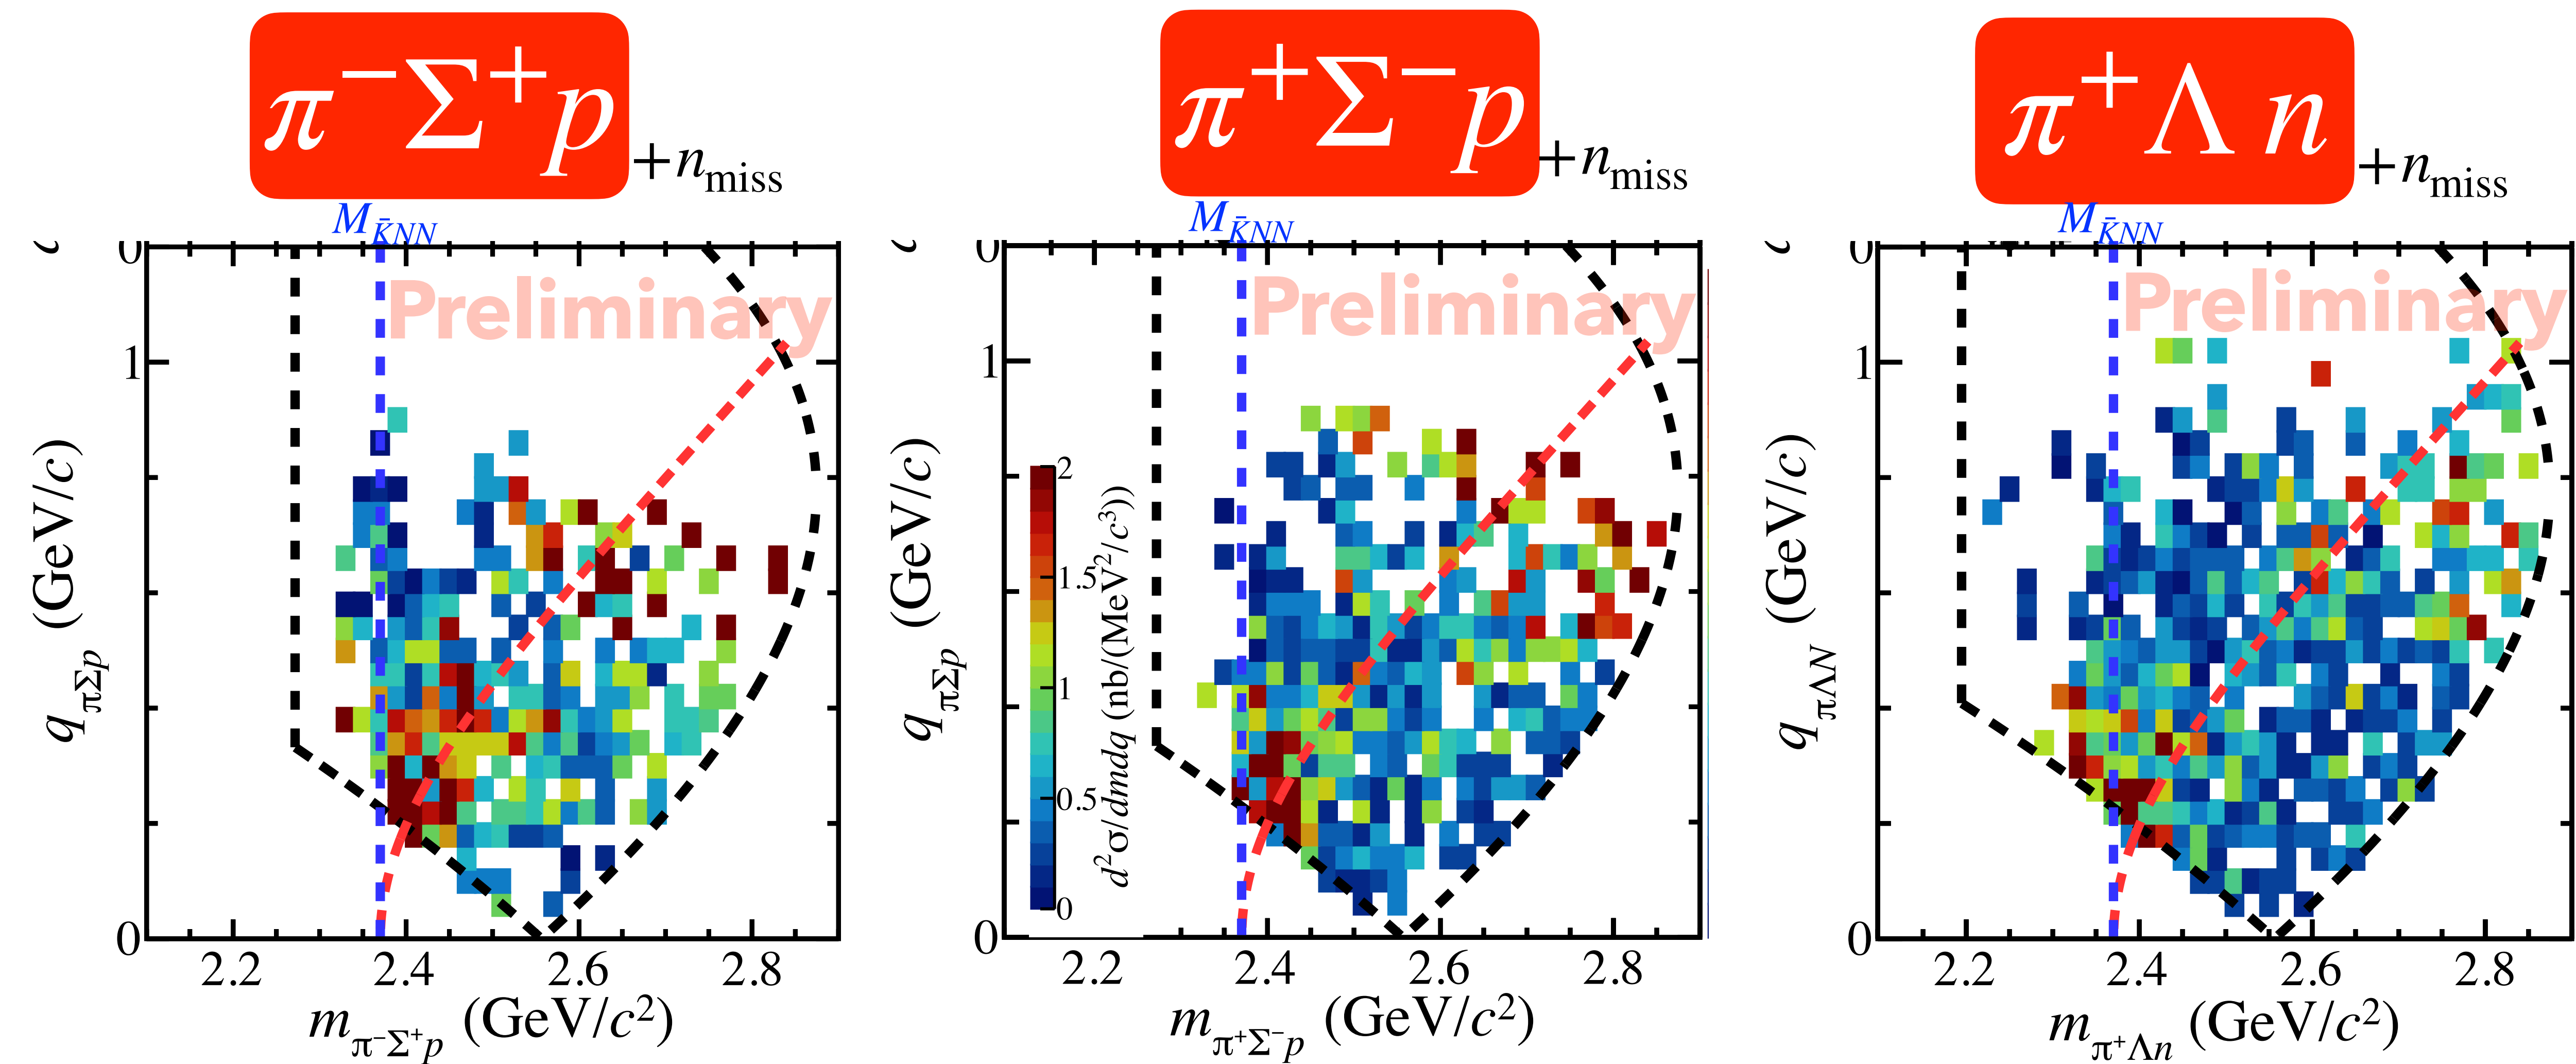 π⁻Σ⁺p +n_miss
M_K̄NN
0
Preliminary
1
q_πΣp (GeV/c)
0
2.2 2.4 2.6 2.8
m_π⁻Σ⁺p (GeV/c²)
π⁺Σ⁻p +n_miss
M_K̄NN
0
Preliminary
1
q_πΣp (GeV/c)
2
1.5
1
0.5
0
d²σ/dmdq (nb/(MeV²/c³))
0
2.2 2.4 2.6 2.8
m_π⁺Σ⁻p (GeV/c²)
π⁺Λ n +n_miss
M_K̄NN
0
Preliminary
1
q_πΛN (GeV/c)
0
2.2 2.4 2.6 2.8
m_π⁺Λn (GeV/c²)